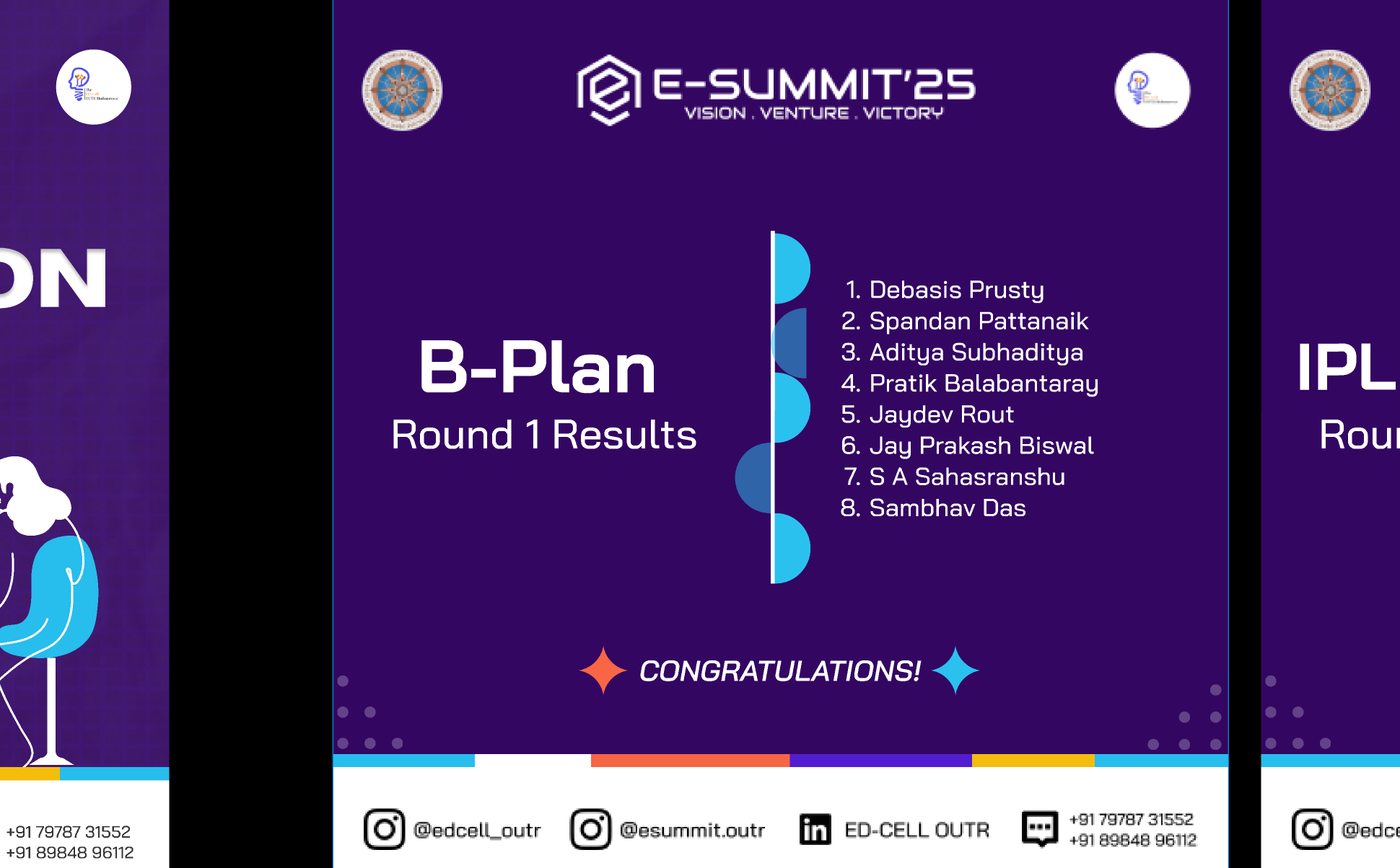 ON
+91 79787 31552
+91 89848 96112
E-SUMMIT'25
VISION . VENTURE . VICTORY
B-Plan
Round 1 Results
1. Debasis Prusty
2. Spandan Pattanaik
3. Aditya Subhaditya
4. Pratik Balabantaray
5. Jaydev Rout
6. Jay Prakash Biswal
7. S A Sahasranshu
8. Sambhav Das
CONGRATULATIONS!
@edcell_outr
@esummit.outr
in
ED-CELL OUTR
+91 79787 31552
+91 89848 96112
IPL
Rour
@edce